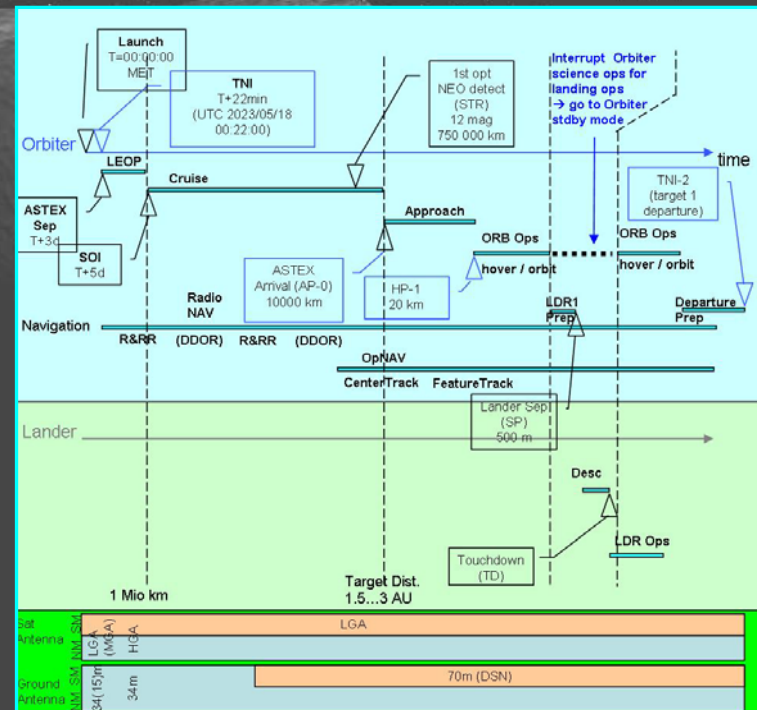 Launch
T=00:00:00
MET
TNI
T+22min
(UTC 2023/05/18
00:22:00)
1st opt
NEO detect
(STR)
12 mag
750 000 km
Interrupt Orbiter
science ops for
landing ops
→ go to Orbiter
stdby mode
Orbiter
time
LEOP
Cruise
TNI-2
(target 1
departure)
ASTEX
Sep
T+3d
SOI
T+5d
Approach
ORB Ops
ORB Ops
hover / orbit
hover / orbit
ASTEX
Arrival (AP-0)
10000 km
HP-1
20 km
Radio
NAV
LDR1
Prep
Departure
Prep
Navigation
R&RR
(DDOR)
R&RR
(DDOR)
OpNAV
CenterTrack
FeatureTrack
Lander Sep
(SP)
500 m
Lander
Desc
LDR Ops
Touchdown
(TD)
1 Mio km
Target Dist.
1.5...3 AU
Sat
Antenna
NM SM
LGA
(MGA)
HGA
LGA
Ground
Antenna
NM SM
34(15)m
34m
70m (DSN)